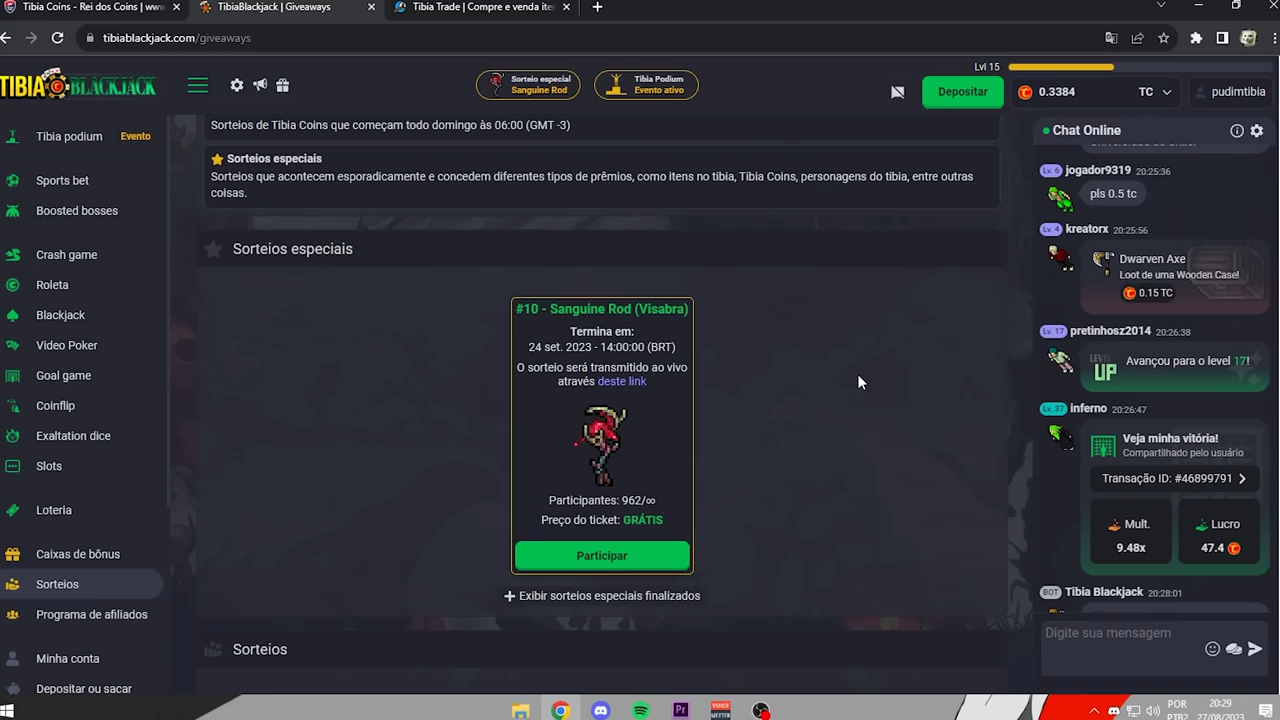 Tibia Coins - Rei dos Coins | www
TibiaBlackjack | Giveaways
Tibia Trade | Compre e venda ite
tibiablackjack.com/giveaways
TIBIA BLACKJACK
Sorteio especial
Sanguine Rod
Tibia Podium
Evento ativo
Depositar
Lvl 15
0.3384
TC
pudimtibia
Tibia podium
Evento
Sports bet
Boosted bosses
Crash game
Roleta
Blackjack
Video Poker
Goal game
Coinflip
Exaltation dice
Slots
Loteria
Caixas de bônus
Sorteios
Programa de afiliados
Minha conta
Depositar ou sacar
Sorteios de Tibia Coins que começam todo domingo às 06:00 (GMT -3)
Sorteios especiais
Sorteios que acontecem esporadicamente e concedem diferentes tipos de prêmios, como itens no tibia, Tibia Coins, personagens do tibia, entre outras
coisas.
Sorteios especiais
#10 - Sanguine Rod (Visabra)
Termina em:
24 set. 2023 - 14:00:00 (BRT)
O sorteio será transmitido ao vivo
através deste link
Participantes: 962/∞
Preço do ticket: GRÁTIS
Participar
+ Exibir sorteios especiais finalizados
Sorteios
Chat Online
Lv. 6 jogador9319 20:25:36
pls 0.5 tc
Lv. 4 kreatorx 20:25:56
Dwarven Axe
Loot de uma Wooden Case!
0.15 TC
Lv. 17 pretinhosz2014 20:26:38
LEVEL UP
Avançou para o level 17!
Lv. 37 inferno 20:26:47
Veja minha vitória!
Compartilhado pelo usuário
Transação ID: #46899791
Mult.
9.48x
Lucro
47.4
BOT Tibia Blackjack 20:28:01
Digite sua mensagem
Pr
VOICE
MEETER
POR
PTB2
20:29
27/08/2023